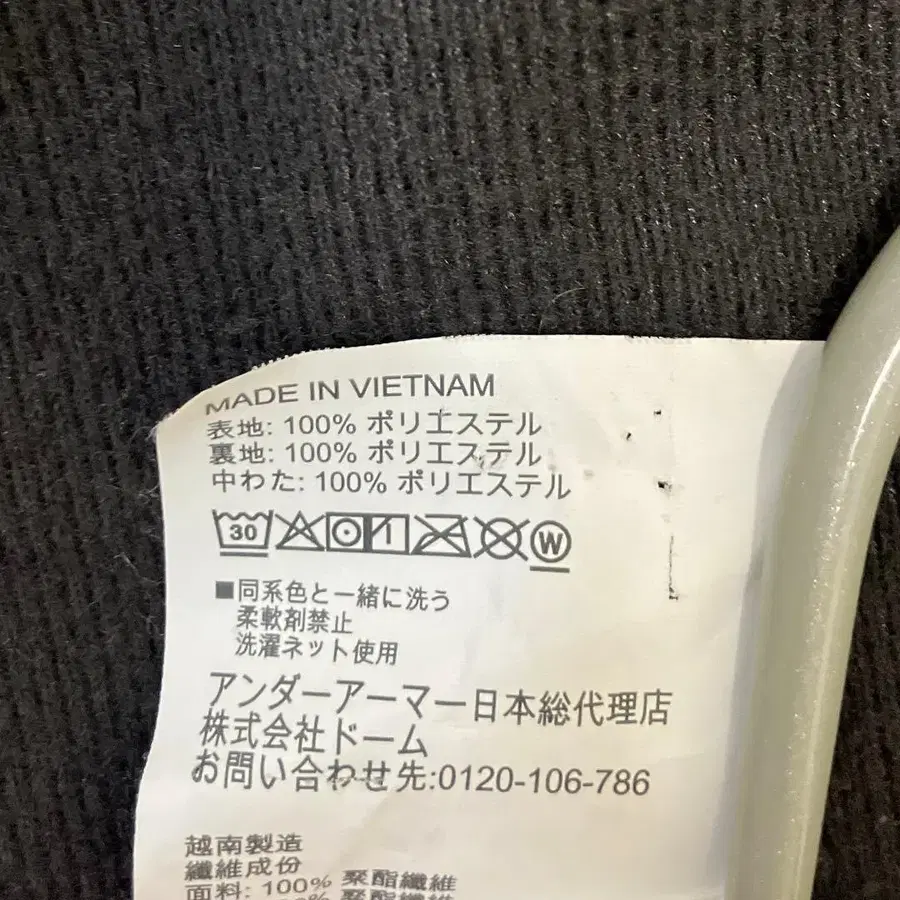 MADE IN VIETNAM
表地: 100% ポリエステル
裏地: 100% ポリエステル
中わた: 100% ポリエステル
30 W
■同系色と一緒に洗う
柔軟剤禁止
洗濯ネット使用
アンダーアーマー日本総代理店
株式会社ドーム
お問い合わせ先:0120-106-786
越南製造
纖維成份
面料: 100% 聚酯纖維
100% 聚酯纖維